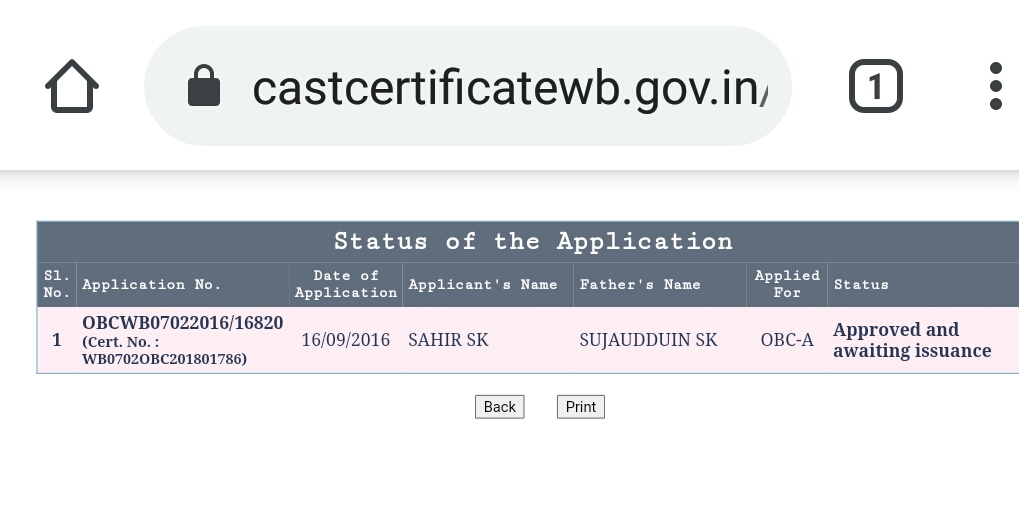 castcertificatewb.gov.in/
1
Status of the Application
Sl. No. Application No. Date of Application Applicant's Name Father's Name Applied For Status
1 OBCWB07022016/16820 16/09/2016 SAHIR SK SUJAUDDUIN SK OBC-A Approved and awaiting issuance
(Cert. No. :
WB0702OBC201801786)
Back Print